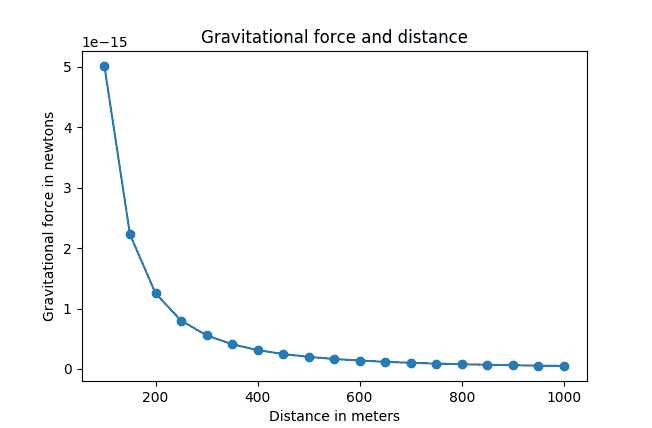 Gravitational force and distance
1e−15
5
4
3
2
1
0
Gravitational force in newtons
200 400 600 800 1000
Distance in meters